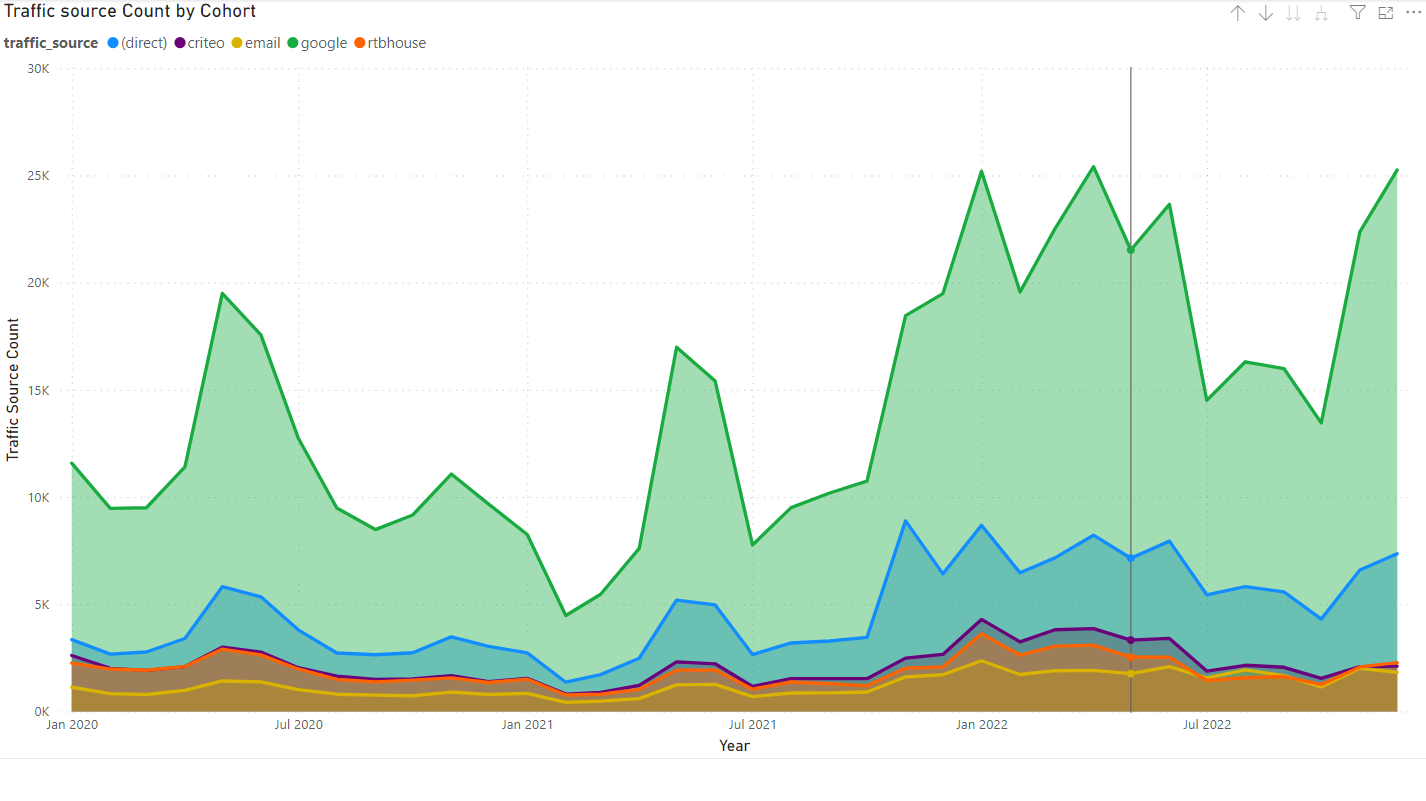 Traffic source Count by Cohort
traffic_source (direct) criteo email google rtbhouse
30K
25K
20K
15K
10K
5K
0K
Traffic Source Count
Jan 2020 Jul 2020 Jan 2021 Jul 2021 Jan 2022 Jul 2022
Year